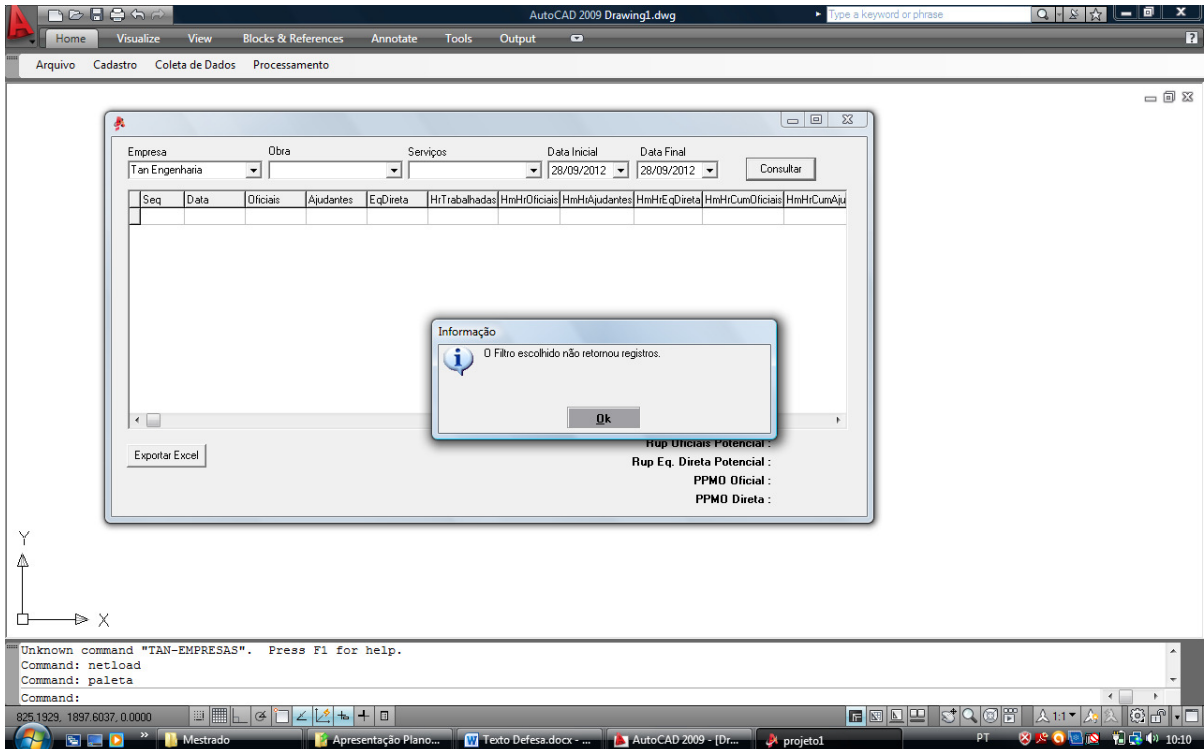 AutoCAD 2009 Drawing1.dwg
Type a keyword or phrase
Home Visualize View Blocks & References Annotate Tools Output
Arquivo Cadastro Coleta de Dados Processamento
Empresa Obra Serviços Data Inicial Data Final
Tan Engenharia 28/09/2012 28/09/2012 Consultar
Seq Data Oficiais Ajudantes EqDireta HrTrabalhadas HmHrOficiais HmHrAjudantes HmHrEqDireta HmHrCumOficiais HmHrCumAju
Informação
O Filtro escolhido não retornou registros.
Ok
Rup Oficiais Potencial :
Exportar Excel
Rup Eq. Direta Potencial :
PPMO Oficial :
PPMO Direta :
Y
X
Unknown command "TAN-EMPRESAS". Press F1 for help.
Command: netload
Command: paleta
Command:
825.1929, 1897.6037, 0.0000 1:1
Mestrado Apresentação Plano... Texto Defesa.docx - ... AutoCAD 2009 - [Dr... projeto1 PT 10:10